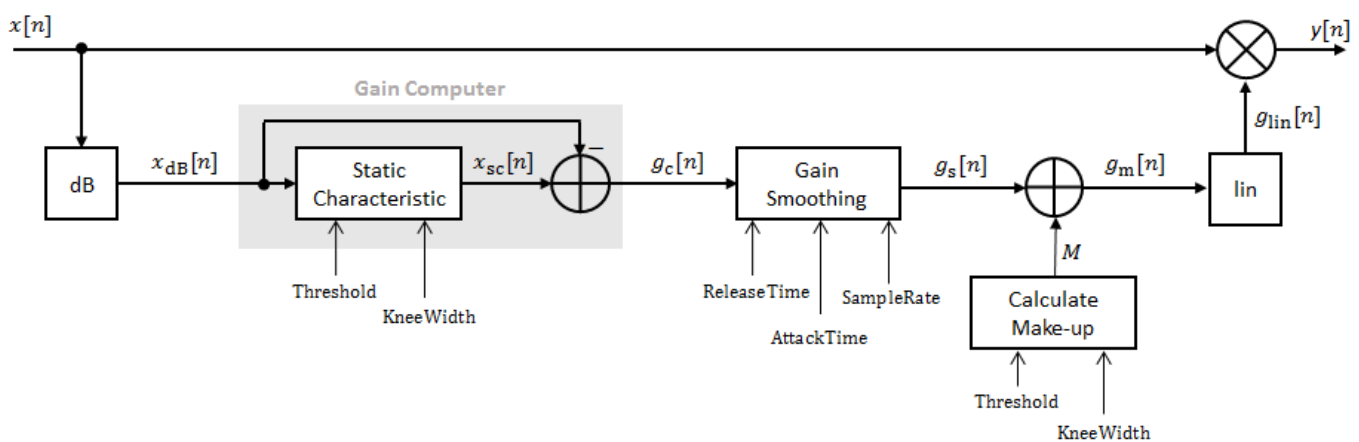 x[n]
y[n]
Gain Computer
g_lin[n]
dB
x_dB[n]
Static
Characteristic
x_sc[n]
−
g_c[n]
Gain
Smoothing
g_s[n]
g_m[n]
lin
Threshold
KneeWidth
ReleaseTime
AttackTime
SampleRate
M
Calculate
Make-up
Threshold
KneeWidth